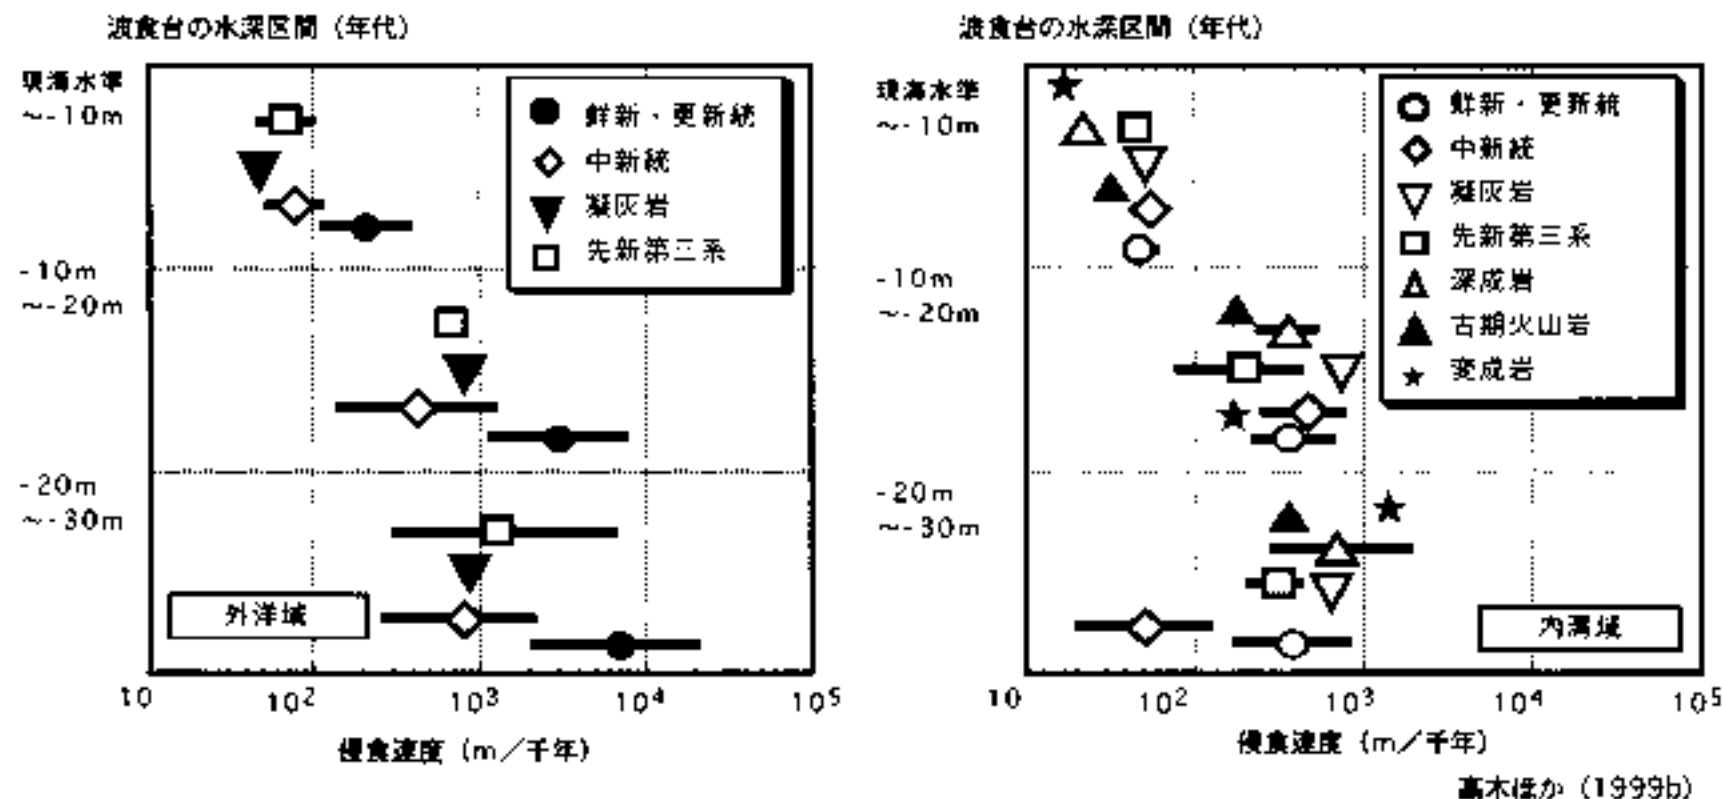 波食台の水深区間（年代）
現海水準
～-10m
-10m
～-20m
-20m
～-30m
鮮新・更新統
中新統
凝灰岩
先新第三系
外洋域
10
10²
10³
10⁴
10⁵
侵食速度（m／千年）
波食台の水深区間（年代）
現海水準
～-10m
-10m
～-20m
-20m
～-30m
鮮新・更新統
中新統
凝灰岩
先新第三系
深成岩
古期火山岩
変成岩
内湾域
10
10²
10³
10⁴
10⁵
侵食速度（m／千年）
高木ほか（1999b）